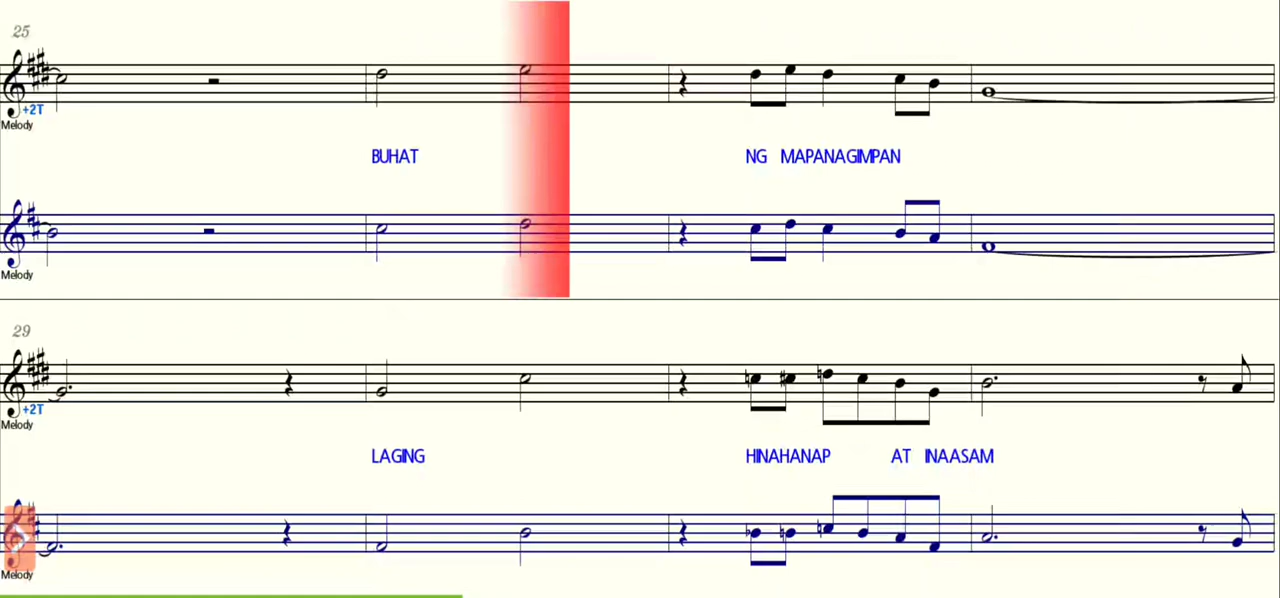 25
+2T
Melody
BUHAT NG MAPANAGIMPAN
Melody
29
+2T
Melody
LAGING HINAHANAP AT INAASAM
Melody